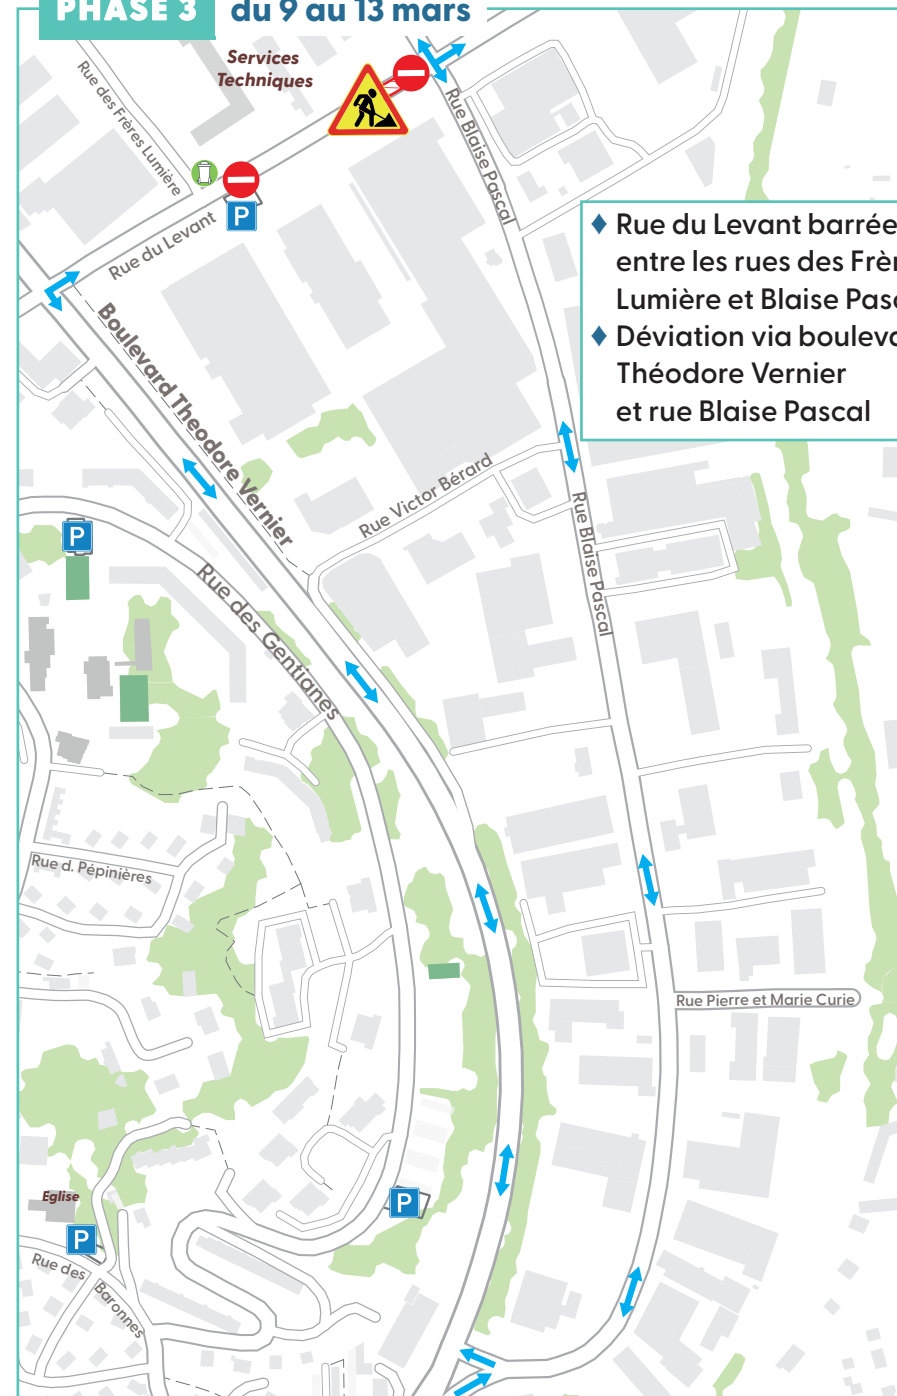 PHASE 3
du 9 au 13 mars
Services
Techniques
Rue des Frères Lumière
Rue Blaise Pascal
P
Rue du Levant
Rue du Levant barrée
entre les rues des
Lumière et Blaise
Déviation via
Théodore Vernier
et rue Blaise Pascal
Boulevard Theodore Vernier
Rue Victor Bérard
Rue Blaise Pascal
P
Rue des Gentianes
Rue d. Pépinières
Rue Pierre et Marie Curie
Eglise
P
P
Rue des Baronnes